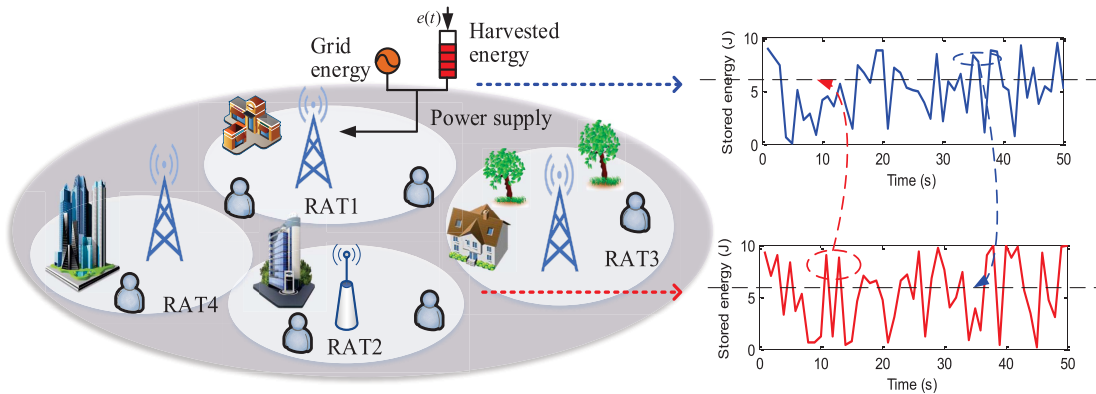 e(t)
Grid
energy
Harvested
energy
Power supply
RAT1
RAT3
RAT4
RAT2
Stored energy (J)
10
5
0
0
10
20
30
40
50
Time (s)
Stored energy (J)
10
5
0
0
10
20
30
40
50
Time (s)